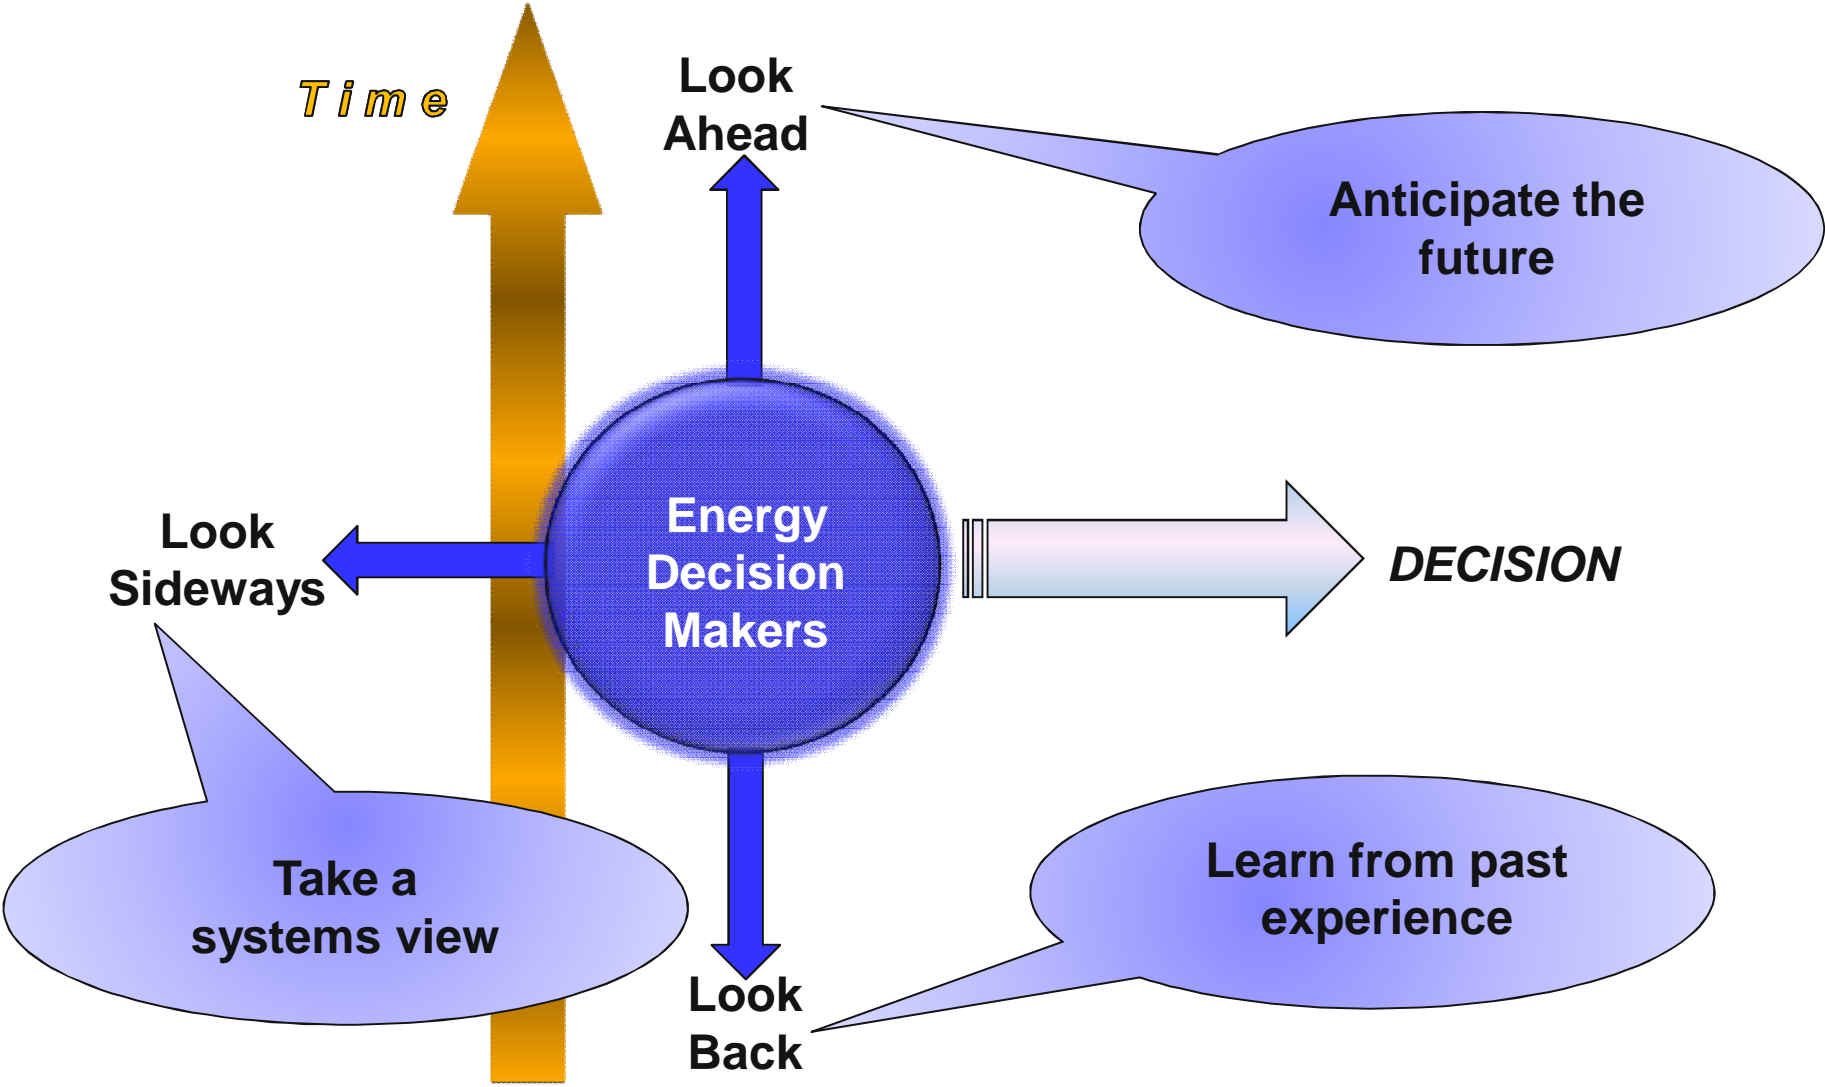 Time
Look
Ahead
Anticipate the
future
Look
Sideways
Energy
Decision
Makers
DECISION
Take a
systems view
Learn from past
experience
Look
Back